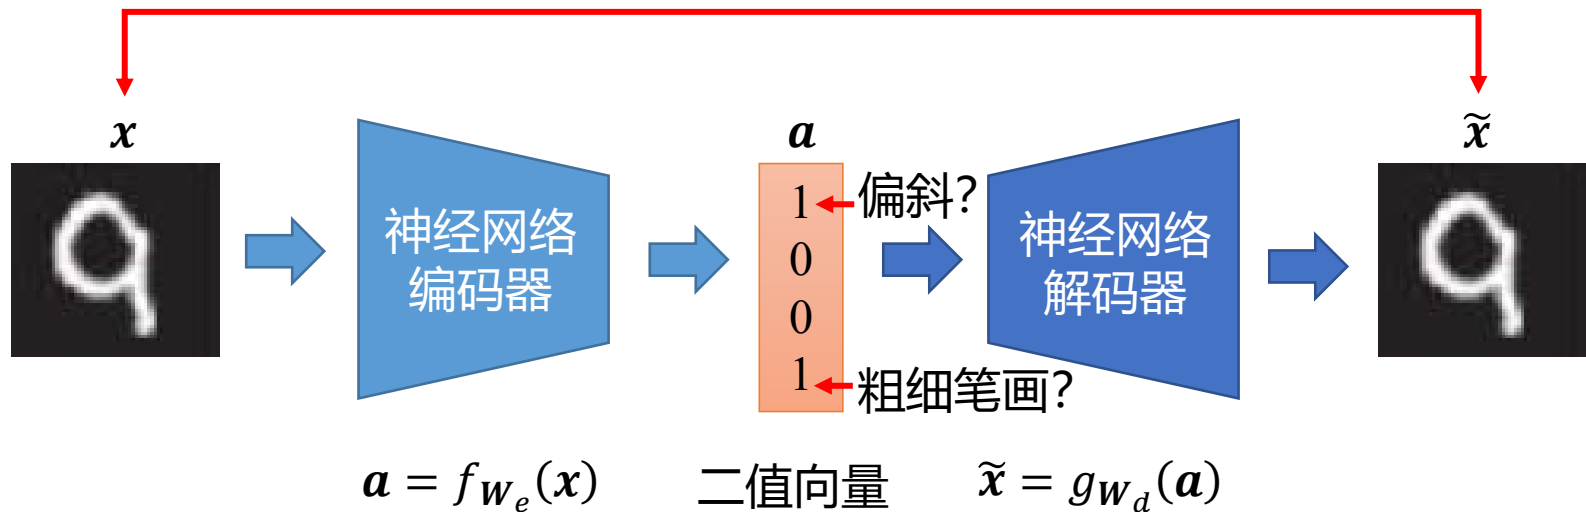 x
a
x̃
1
偏斜?
0
0
1
粗细笔画?
神经网络
编码器
神经网络
解码器
a = f_{W_e}(x)
二值向量
x̃ = g_{W_d}(a)